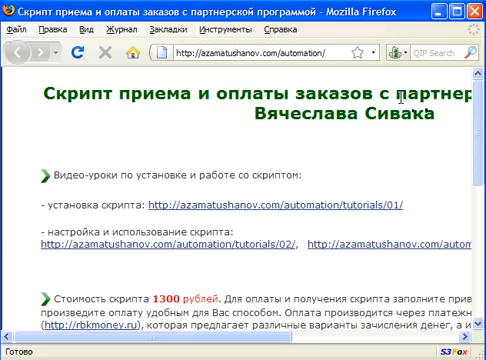 Скрипт приема и оплаты заказов с партнерской программой - Mozilla Firefox
Файл Правка Вид Журнал Закладки Инструменты Справка
http://azamatushanov.com/automation/ QIP Search
Скрипт приема и оплаты заказов с партнер
Вячеслава Сивака
Видео-уроки по установке и работе со скриптом:
- установка скрипта: http://azamatushanov.com/automation/tutorials/01/
- настройка и использование скрипта:
http://azamatushanov.com/automation/tutorials/02/, http://azamatushanov.com/autom
Стоимость скрипта 1300 рублей. Для оплаты и получения скрипта заполните прив
произведите оплату удобным для Вас способом. Оплата производится через платежн
(http://rbkmoney.ru), которая предлагает различные варианты зачисления денег, а и
Готово S3Fox